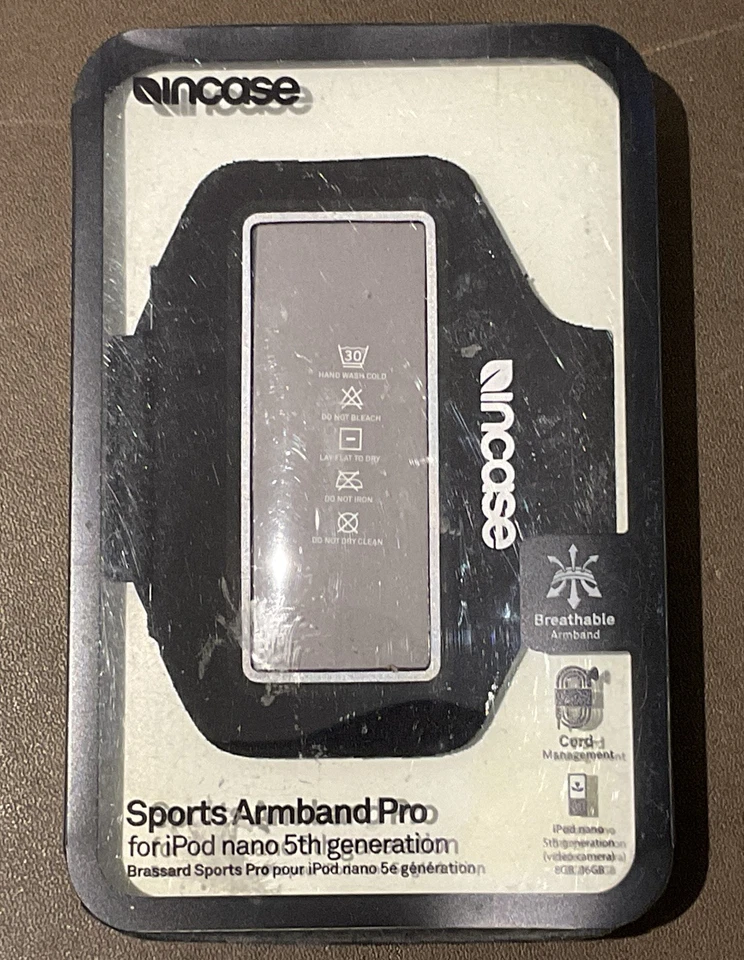 incase
30
HAND WASH COLD
DO NOT BLEACH
LAY FLAT TO DRY
DO NOT IRON
DO NOT DRY CLEAN
incase
Breathable
Armband
Cord
Management
Sports Armband Pro
for iPod nano 5th generation
Brassard Sports Pro pour iPod nano 5e génération
iPod nano
5th generation
(video camera)
8GB 16GB